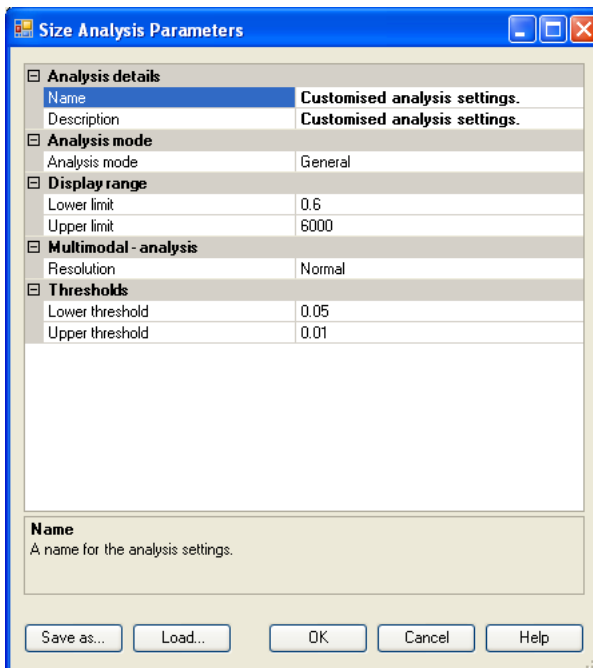 Size Analysis Parameters
Analysis details
Name Customised analysis settings.
Description Customised analysis settings.
Analysis mode
Analysis mode General
Display range
Lower limit 0.6
Upper limit 6000
Multimodal - analysis
Resolution Normal
Thresholds
Lower threshold 0.05
Upper threshold 0.01
Name
A name for the analysis settings.
Save as... Load... OK Cancel Help